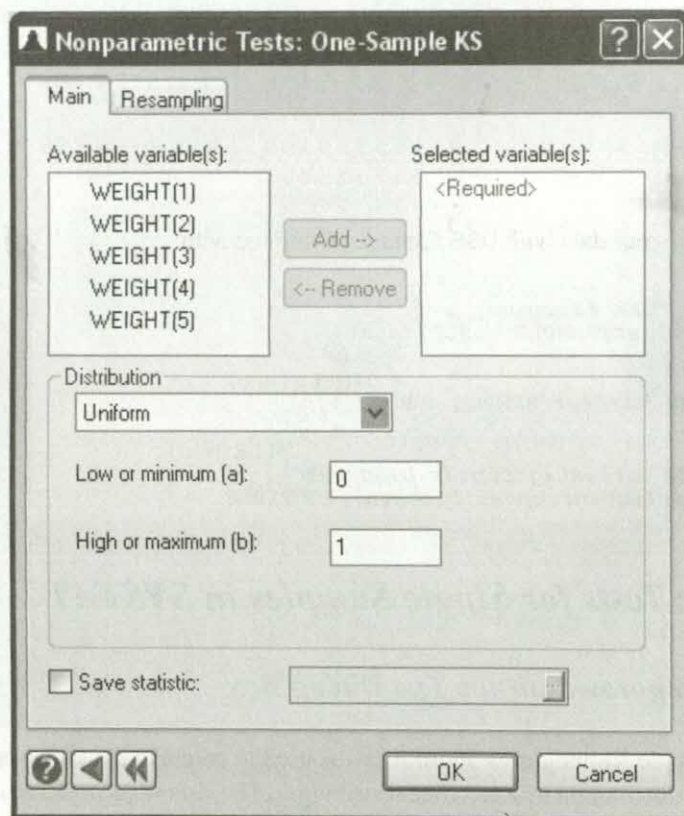 Nonparametric Tests: One-Sample KS
Main
Resampling
Available variable(s):
Selected variable(s):
WEIGHT(1)
WEIGHT(2)
WEIGHT(3)
WEIGHT(4)
WEIGHT(5)
<Required>
Add -->
<-- Remove
Distribution
Uniform
Low or minimum (a):
0
High or maximum (b):
1
Save statistic:
OK
Cancel